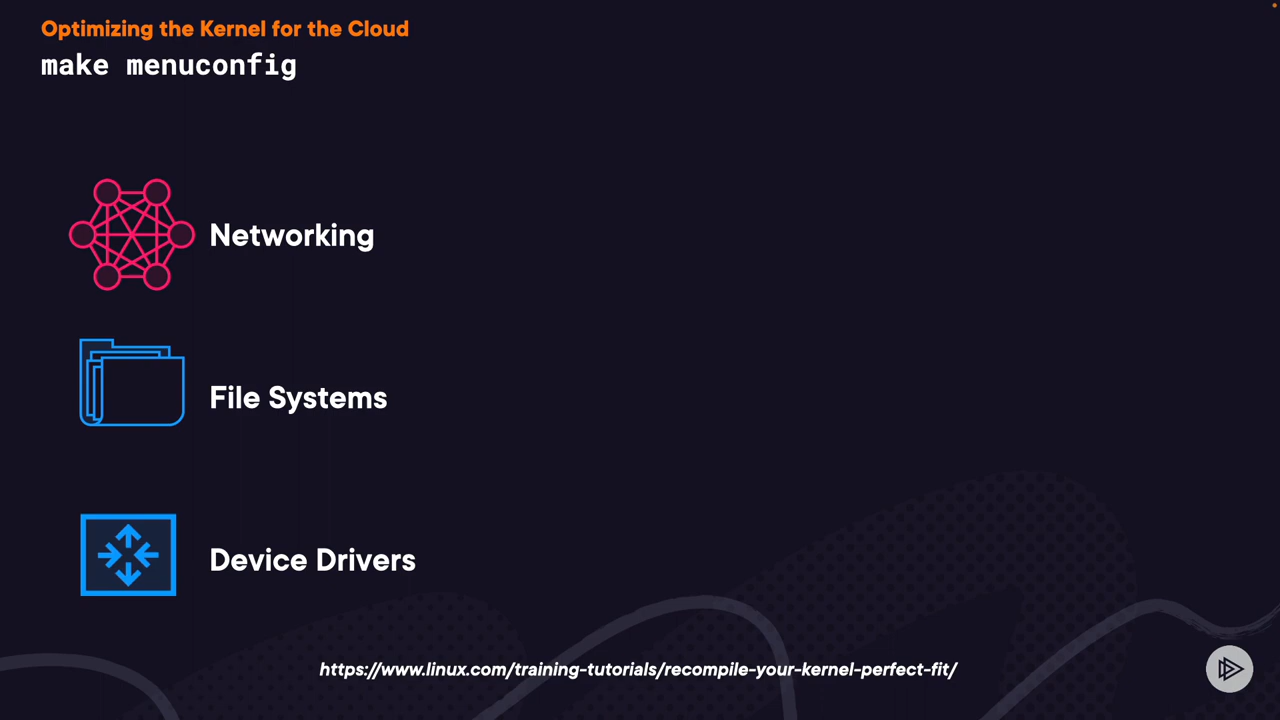 Optimizing the Kernel for the Cloud
make menuconfig
Networking
File Systems
Device Drivers
https://www.linux.com/training-tutorials/recompile-your-kernel-perfect-fit/